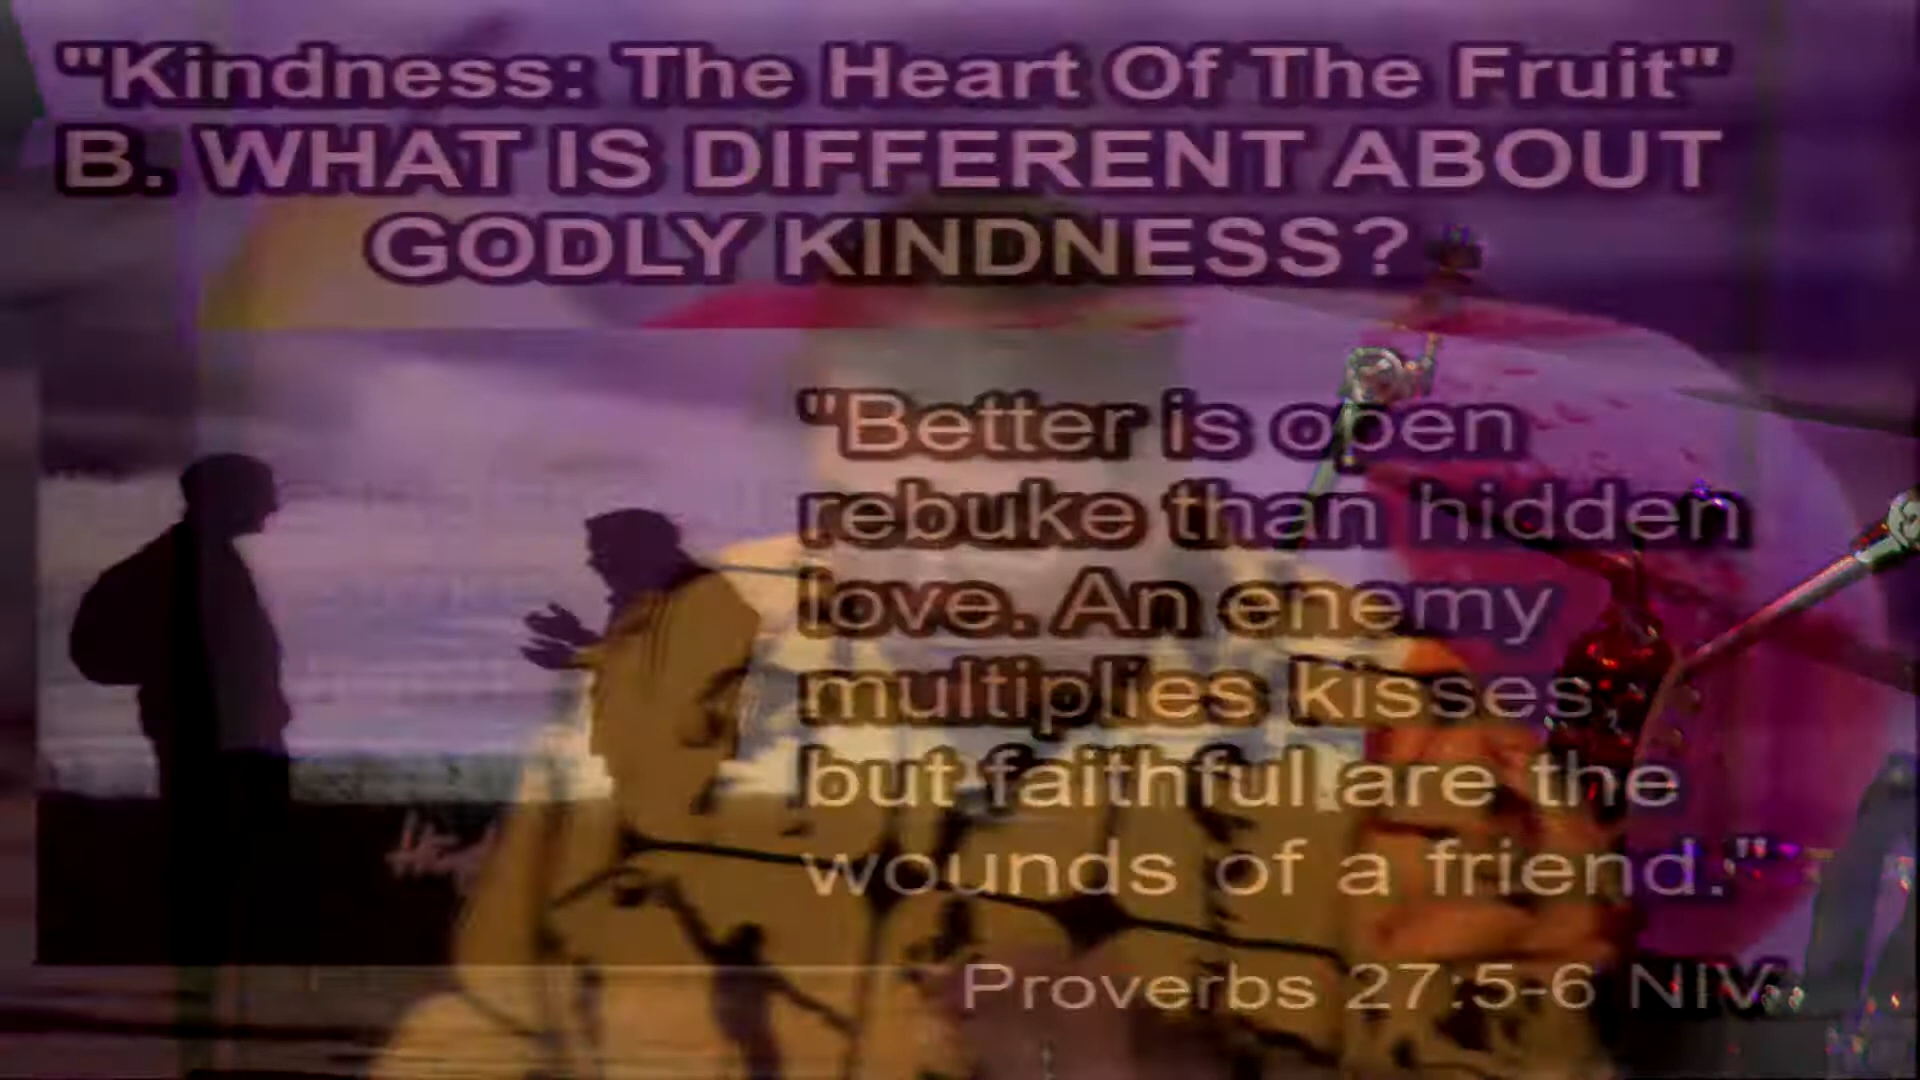 "Kindness: The Heart Of The Fruit"
B. WHAT IS DIFFERENT ABOUT
GODLY KINDNESS?
"Better is open
rebuke than hidden
love. An enemy
multiplies kisses,
but faithful are the
wounds of a friend."
Proverbs 27:5-6 NIV